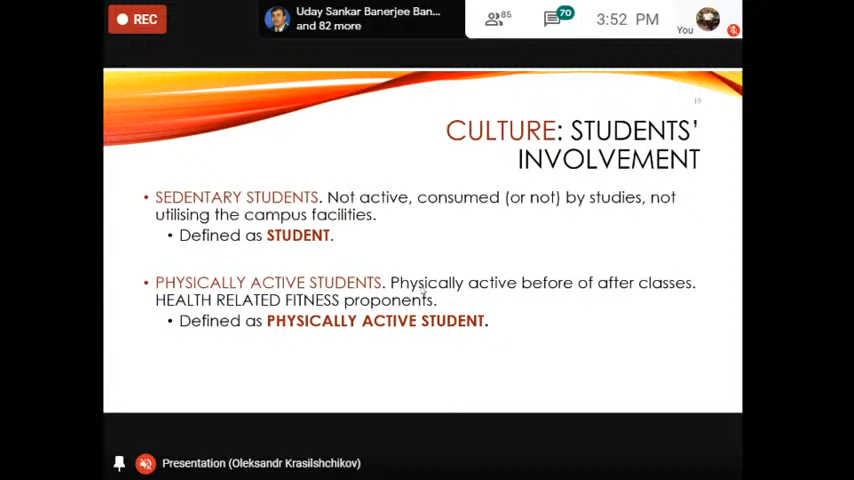 REC
Uday Sankar Banerjee Ban...
and 82 more
85
70
3:52 PM
You
19
CULTURE: STUDENTS'
INVOLVEMENT
• SEDENTARY STUDENTS. Not active, consumed (or not) by studies, not
utilising the campus facilities.
• Defined as STUDENT.
• PHYSICALLY ACTIVE STUDENTS. Physically active before of after classes.
HEALTH RELATED FITNESS proponents.
• Defined as PHYSICALLY ACTIVE STUDENT.
Presentation (Oleksandr Krasilshchikov)